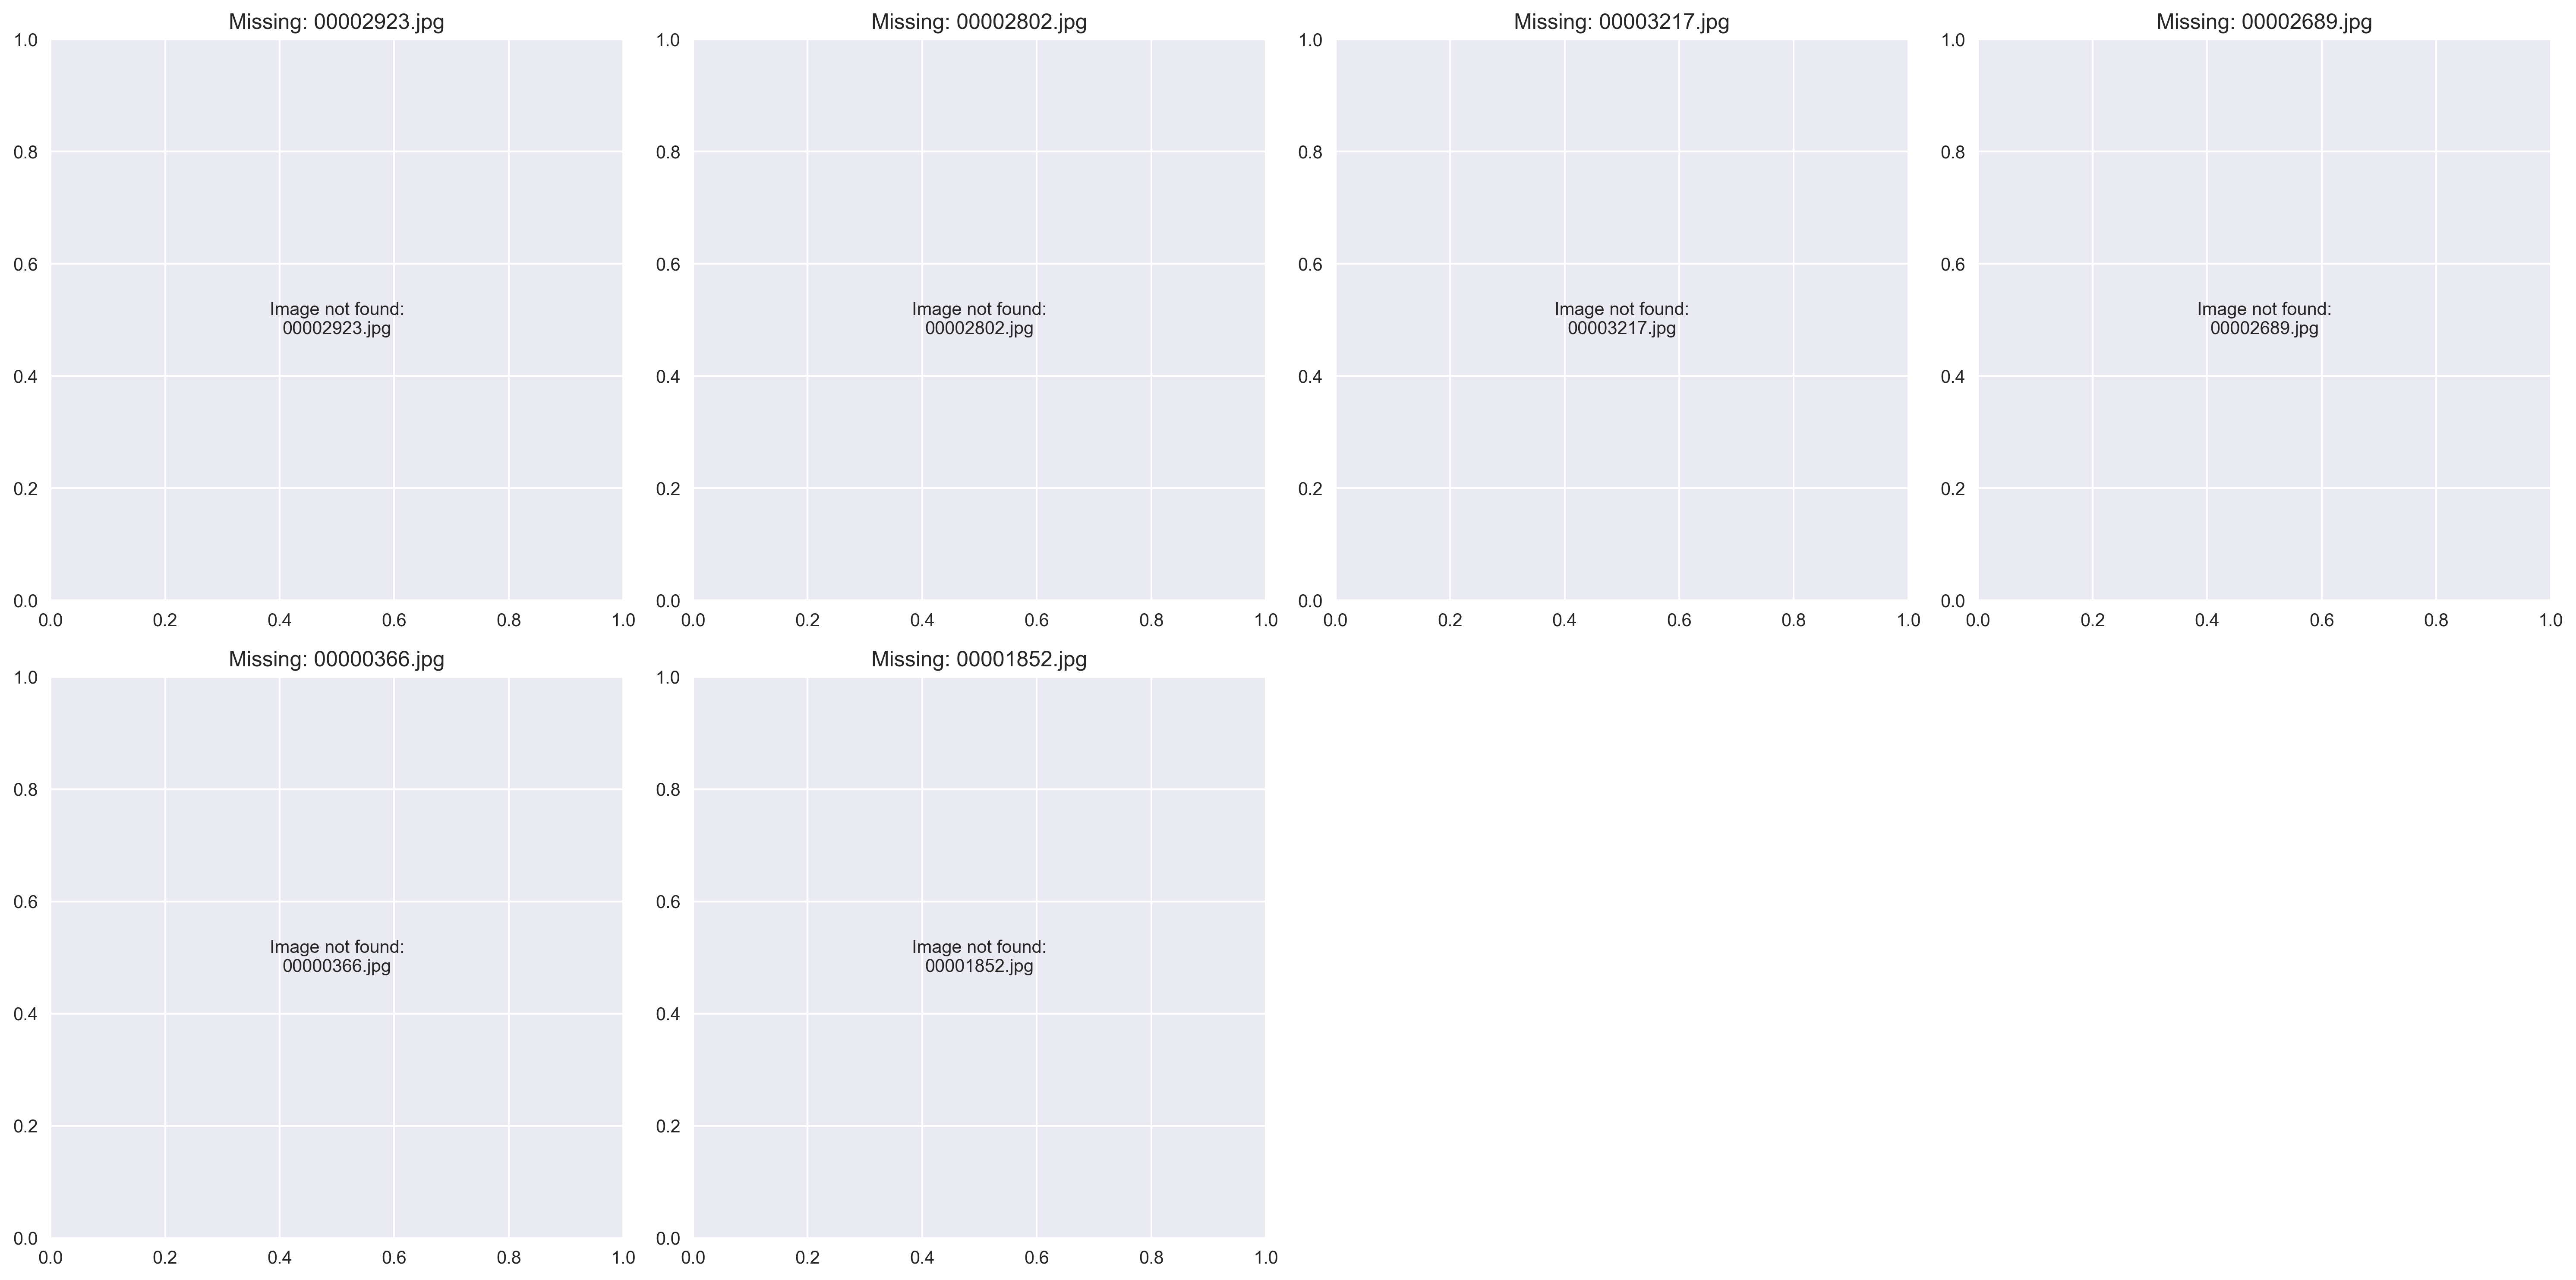 Missing: 00002923.jpg
1.0
0.8
0.6
0.4
0.2
0.0
Image not found:
00002923.jpg
0.0 0.2 0.4 0.6 0.8 1.0
Missing: 00002802.jpg
1.0
0.8
0.6
0.4
0.2
0.0
Image not found:
00002802.jpg
0.0 0.2 0.4 0.6 0.8 1.0
Missing: 00003217.jpg
1.0
0.8
0.6
0.4
0.2
0.0
Image not found:
00003217.jpg
0.0 0.2 0.4 0.6 0.8 1.0
Missing: 00002689.jpg
1.0
0.8
0.6
0.4
0.2
0.0
Image not found:
00002689.jpg
0.0 0.2 0.4 0.6 0.8 1.0
Missing: 00000366.jpg
1.0
0.8
0.6
0.4
0.2
0.0
Image not found:
00000366.jpg
0.0 0.2 0.4 0.6 0.8 1.0
Missing: 00001852.jpg
1.0
0.8
0.6
0.4
0.2
0.0
Image not found:
00001852.jpg
0.0 0.2 0.4 0.6 0.8 1.0